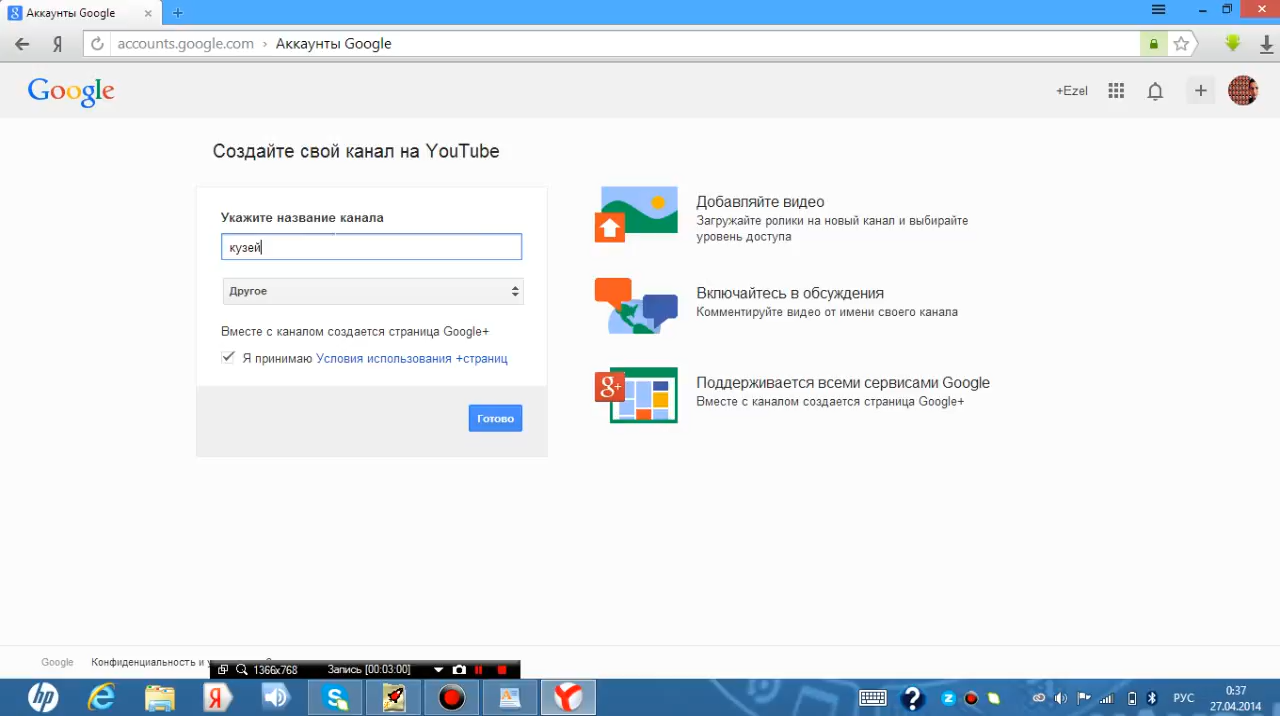 Аккаунты Google
accounts.google.com › Аккаунты Google
Google
+Ezel
Создайте свой канал на YouTube
Укажите название канала
кузей
Другое
Вместе с каналом создается страница Google+
Я принимаю Условия использования +страниц
Готово
Добавляйте видео
Загружайте ролики на новый канал и выбирайте
уровень доступа
Включайтесь в обсуждения
Комментируйте видео от имени своего канала
Поддерживается всеми сервисами Google
Вместе с каналом создается страница Google+
Google Конфиденциальность и
1366x768 Запись [00:03:00]
РУС
0:37
27.04.2014